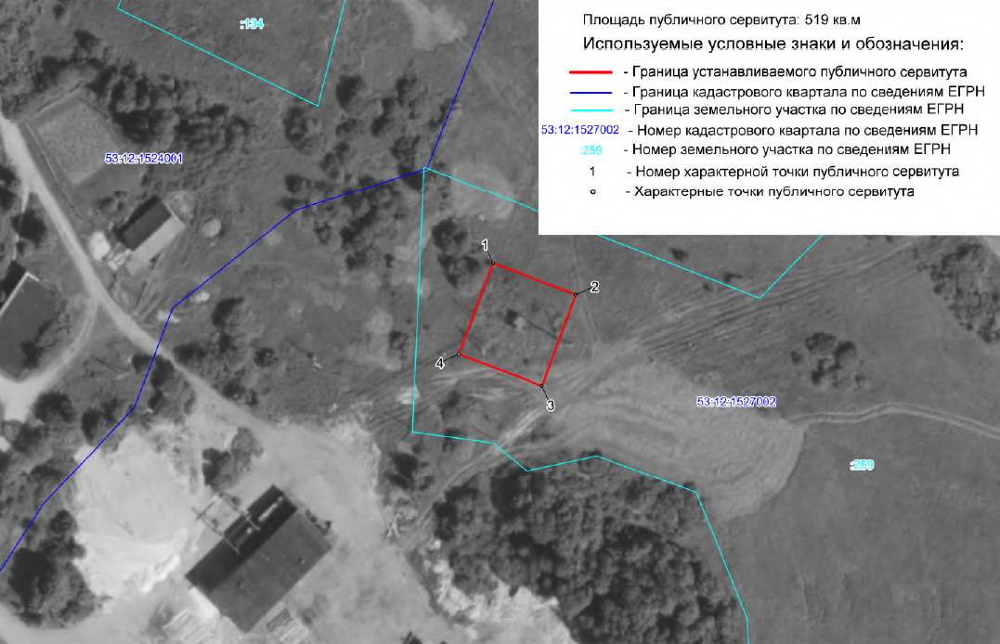 Площадь публичного сервитута: 519 кв.м
Используемые условные знаки и обозначения:
- Граница устанавливаемого публичного сервитута
- Граница кадастрового квартала по сведениям ЕГРН
- Граница земельного участка по сведениям ЕГРН
53:12:1527002 - Номер кадастрового квартала по сведениям ЕГРН
:259 - Номер земельного участка по сведениям ЕГРН
1 - Номер характерной точки публичного сервитута
- Характерные точки публичного сервитута
:134
53:12:1524001
1
2
4
3
53:12:1527002
:259